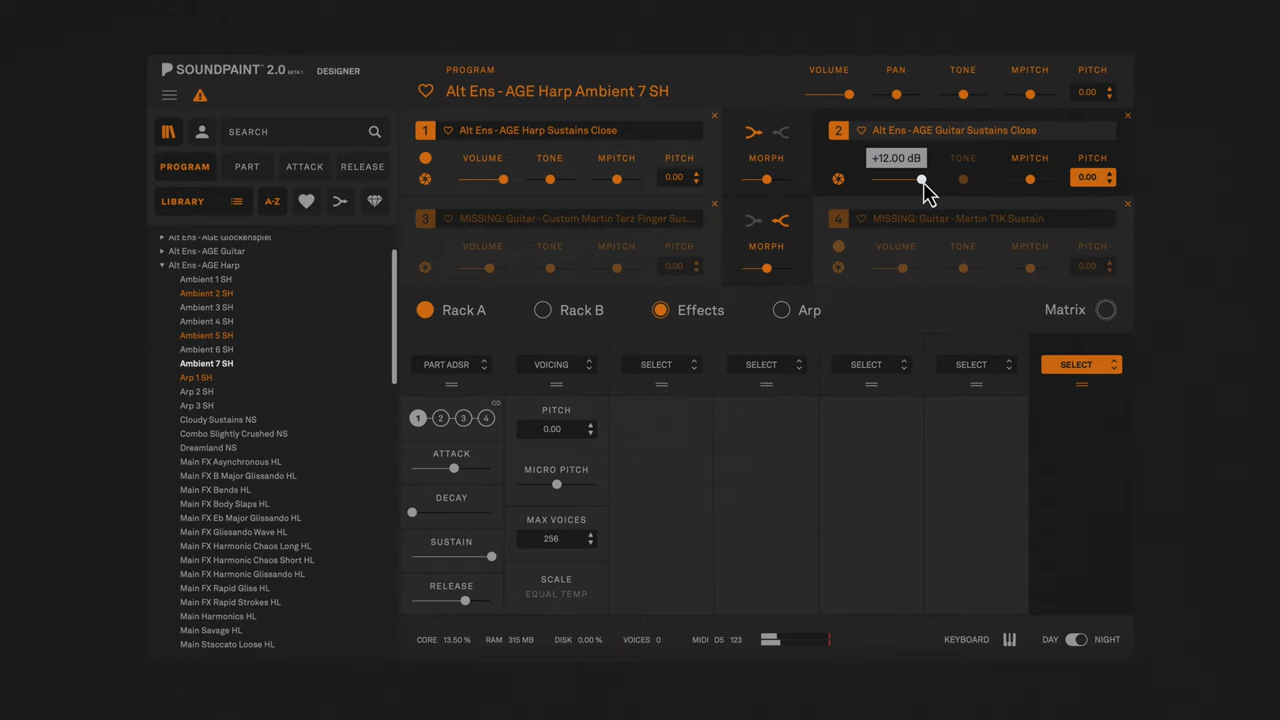 SOUNDPAINT™ 2.0 BETA 1 DESIGNER
PROGRAM
Alt Ens - AGE Harp Ambient 7 SH
VOLUME PAN TONE MPITCH PITCH
0.00
SEARCH
PROGRAM PART ATTACK RELEASE
LIBRARY A-Z
1 Alt Ens - AGE Harp Sustains Close
VOLUME TONE MPITCH PITCH
0.00
MORPH
2 Alt Ens - AGE Guitar Sustains Close
+12.00 dB TONE MPITCH PITCH
0.00
3 MISSING: Guitar - Custom Martin Terz Finger Sus...
VOLUME TONE MPITCH PITCH
0.00
MORPH
4 MISSING: Guitar - Martin T1K Sustain
VOLUME TONE MPITCH PITCH
0.00
Alt Ens - AGE Glockenspiel
Alt Ens - AGE Guitar
Alt Ens - AGE Harp
Ambient 1 SH
Ambient 2 SH
Ambient 3 SH
Ambient 4 SH
Ambient 5 SH
Ambient 6 SH
Ambient 7 SH
Arp 1 SH
Arp 2 SH
Arp 3 SH
Cloudy Sustains NS
Combo Slightly Crushed NS
Dreamland NS
Main FX Asynchronous HL
Main FX B Major Glissando HL
Main FX Bends HL
Main FX Body Slaps HL
Main FX Eb Major Glissando HL
Main FX Glissando Wave HL
Main FX Harmonic Chaos Long HL
Main FX Harmonic Chaos Short HL
Main FX Harmonic Glissando HL
Main FX Rapid Gliss HL
Main FX Rapid Strokes HL
Main Harmonics HL
Main Savage HL
Main Staccato Loose HL
Rack A Rack B Effects Arp Matrix
PART ADSR VOICING SELECT SELECT SELECT SELECT SELECT
1 2 3 4
ATTACK
DECAY
SUSTAIN
RELEASE
PITCH
0.00
MICRO PITCH
MAX VOICES
256
SCALE
EQUAL TEMP
CORE 13.50 % RAM 315 MB DISK 0.00 % VOICES 0 MIDI D5 123 KEYBOARD DAY NIGHT